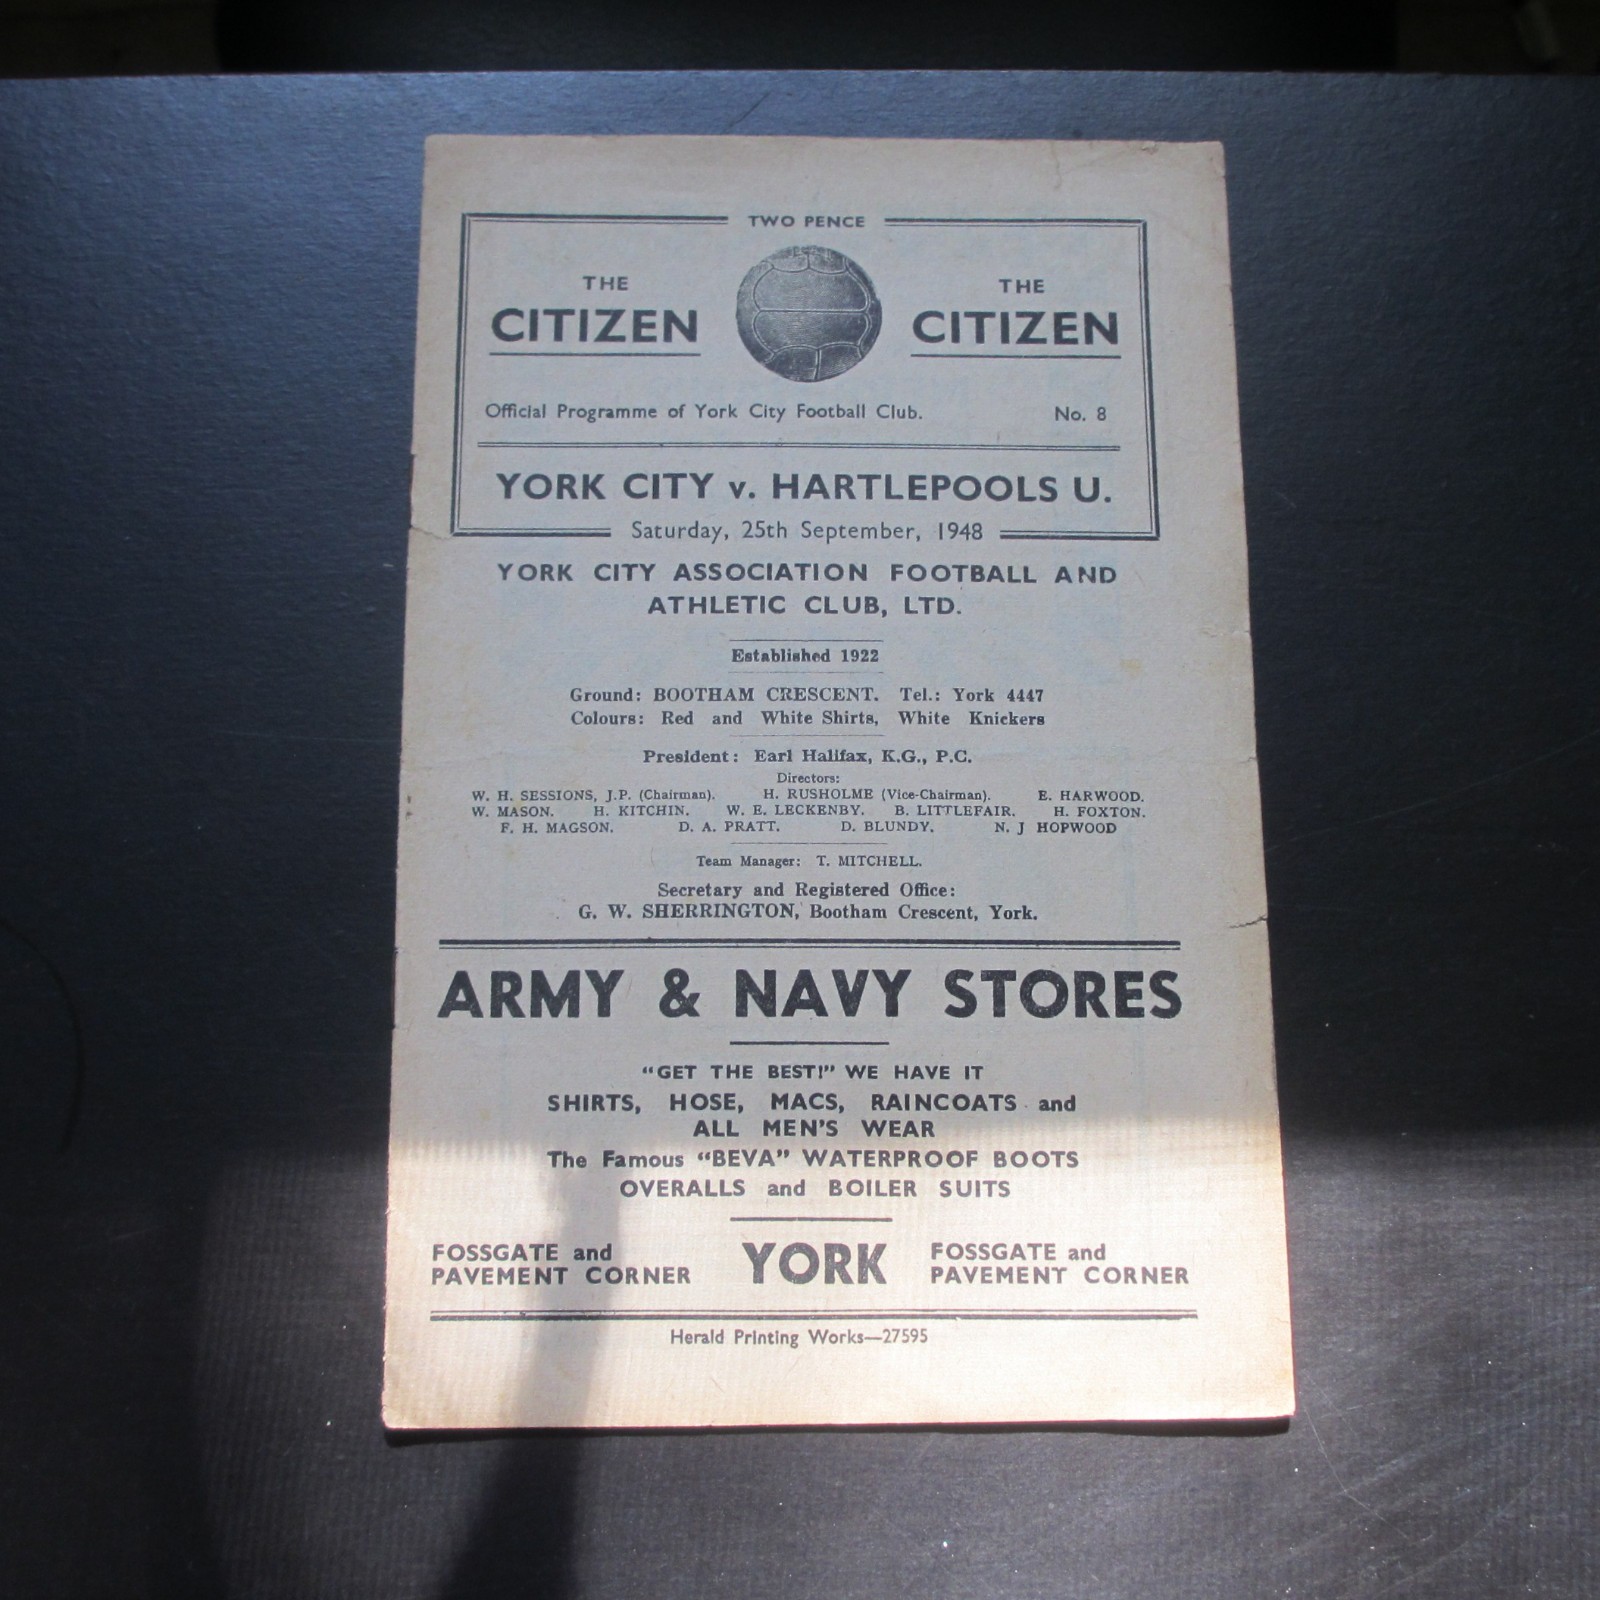 TWO PENCE
THE THE
CITIZEN CITIZEN
Official Programme of York City Football Club. No. 8
YORK CITY v. HARTLEPOOLS U.
Saturday, 25th September, 1948
YORK CITY ASSOCIATION FOOTBALL AND
ATHLETIC CLUB, LTD.
Established 1922
Ground: BOOTHAM CRESCENT. Tel.: York 4447
Colours: Red and White Shirts, White Knickers
President: Earl Halifax, K.G., P.C.
Directors:
W. H. SESSIONS, J.P. (Chairman). H. RUSHOLME (Vice-Chairman). E. HARWOOD.
W. MASON. H. KITCHIN. W. E. LECKENBY. B. LITTLEFAIR. H. FOXTON.
F. H. MAGSON. D. A. PRATT. D. BLUNDY. N. J HOPWOOD
Team Manager: T. MITCHELL.
Secretary and Registered Office:
G. W. SHERRINGTON, Bootham Crescent, York.
ARMY & NAVY STORES
"GET THE BEST!" WE HAVE IT
SHIRTS, HOSE, MACS, RAINCOATS and
ALL MEN'S WEAR
The Famous "BEVA" WATERPROOF BOOTS
OVERALLS and BOILER SUITS
FOSSGATE and PAVEMENT CORNER
YORK
FOSSGATE and PAVEMENT CORNER
Herald Printing Works—27595